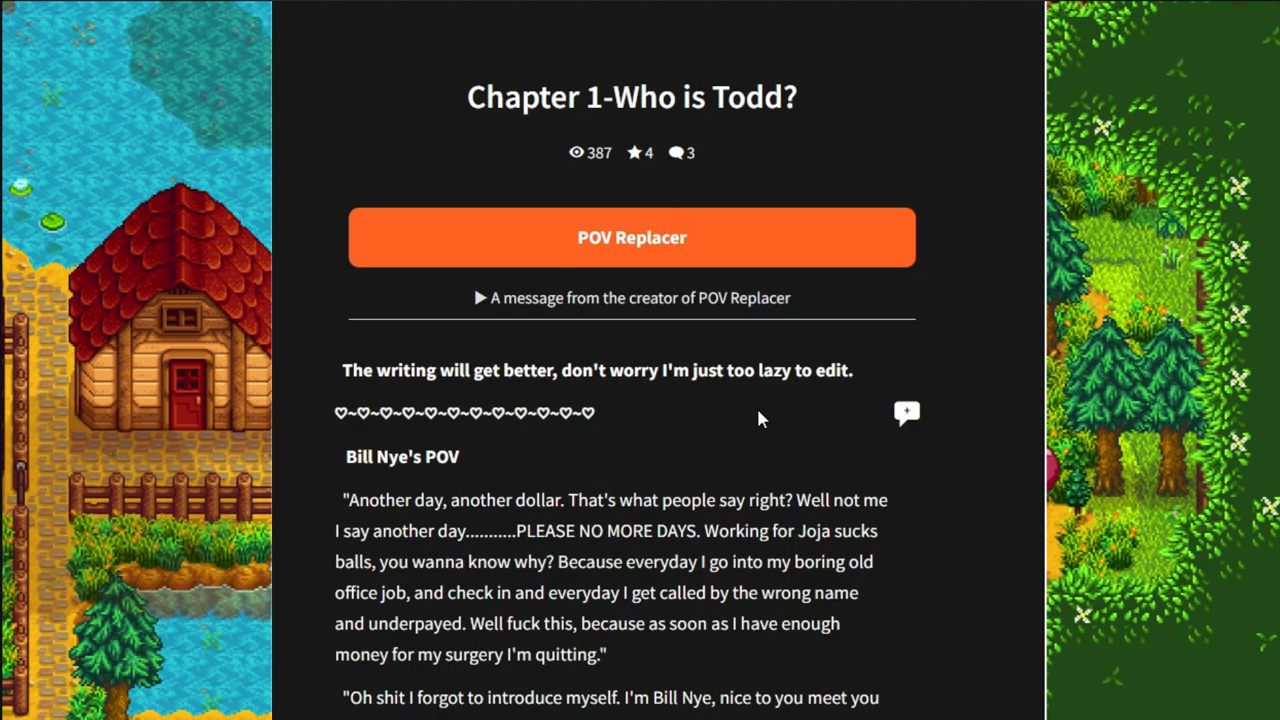 Chapter 1-Who is Todd?
387 4 3
POV Replacer
▶ A message from the creator of POV Replacer
The writing will get better, don't worry I'm just too lazy to edit.
♡~♡~♡~♡~♡~♡~♡~♡~♡~♡~♡~♡
Bill Nye's POV
"Another day, another dollar. That's what people say right? Well not me
I say another day...........PLEASE NO MORE DAYS. Working for Joja sucks
balls, you wanna know why? Because everyday I go into my boring old
office job, and check in and everyday I get called by the wrong name
and underpayed. Well fuck this, because as soon as I have enough
money for my surgery I'm quitting."
"Oh shit I forgot to introduce myself. I'm Bill Nye, nice to you meet you